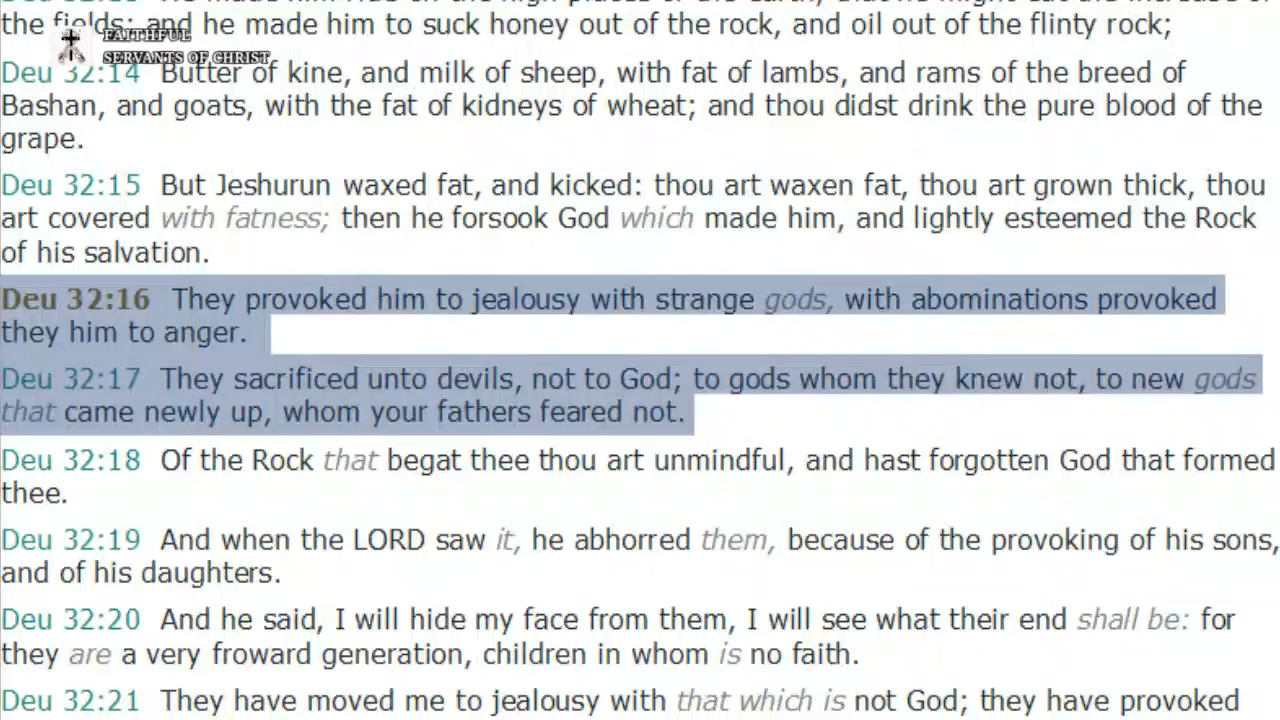 the fields; and he made him to suck honey out of the rock, and oil out of the flinty rock;
FAITHFUL
SERVANTS OF CHRIST
Deu 32:14 Butter of kine, and milk of sheep, with fat of lambs, and rams of the breed of
Bashan, and goats, with the fat of kidneys of wheat; and thou didst drink the pure blood of the
grape.
Deu 32:15 But Jeshurun waxed fat, and kicked: thou art waxen fat, thou art grown thick, thou
art covered with fatness; then he forsook God which made him, and lightly esteemed the Rock
of his salvation.
Deu 32:16 They provoked him to jealousy with strange gods, with abominations provoked
they him to anger.
Deu 32:17 They sacrificed unto devils, not to God; to gods whom they knew not, to new gods
that came newly up, whom your fathers feared not.
Deu 32:18 Of the Rock that begat thee thou art unmindful, and hast forgotten God that formed
thee.
Deu 32:19 And when the LORD saw it, he abhorred them, because of the provoking of his sons,
and of his daughters.
Deu 32:20 And he said, I will hide my face from them, I will see what their end shall be: for
they are a very froward generation, children in whom is no faith.
Deu 32:21 They have moved me to jealousy with that which is not God; they have provoked